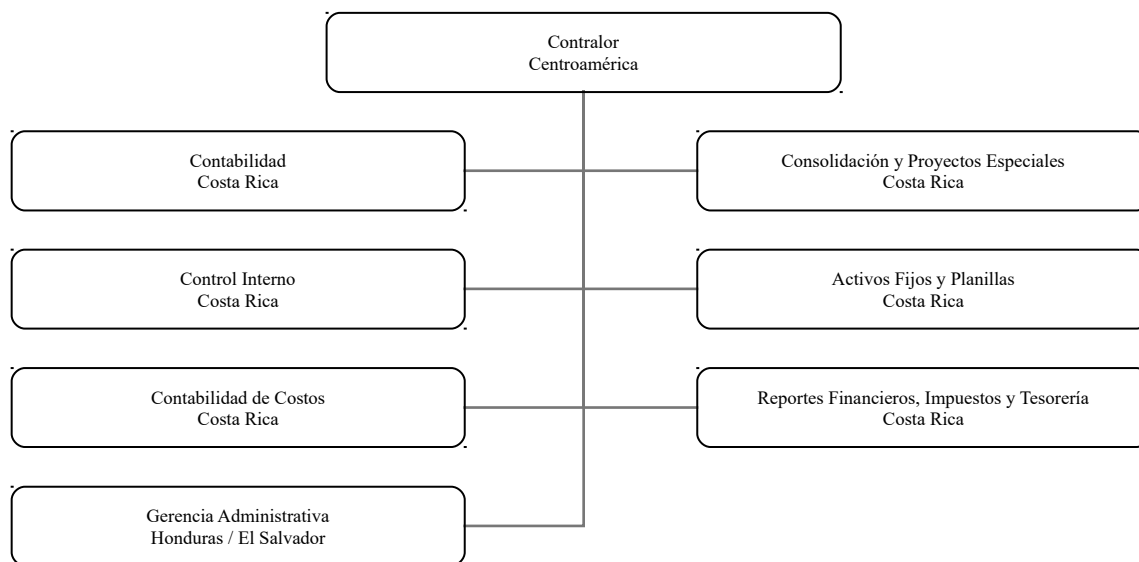 Contralor
Centroamérica
Contabilidad
Costa Rica
Consolidación y Proyectos Especiales
Costa Rica
Control Interno
Costa Rica
Activos Fijos y Planillas
Costa Rica
Contabilidad de Costos
Costa Rica
Reportes Financieros, Impuestos y Tesorería
Costa Rica
Gerencia Administrativa
Honduras / El Salvador